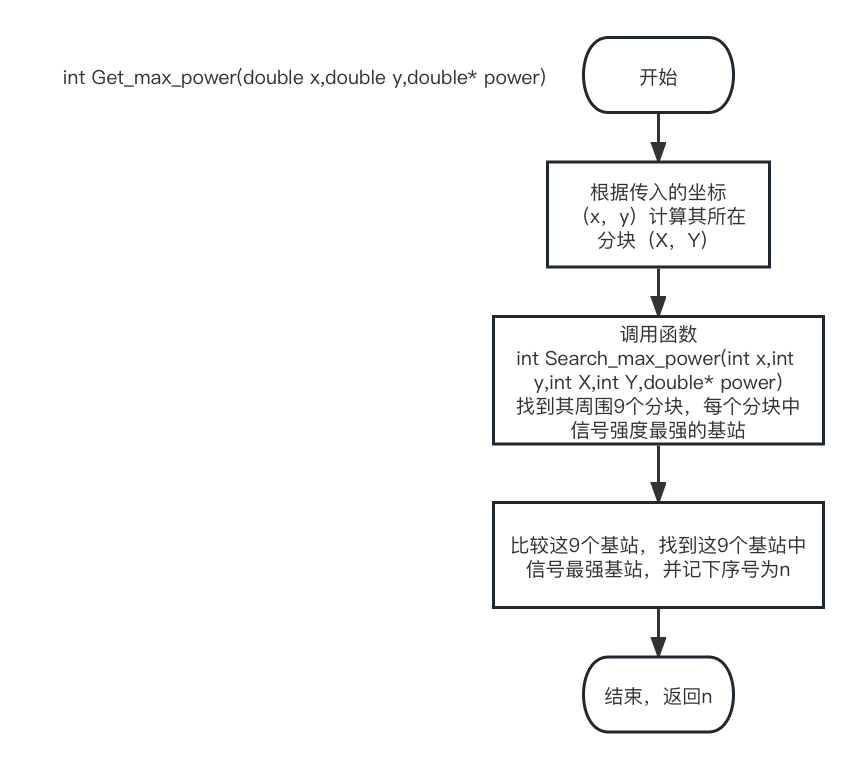 int Get_max_power(double x,double y,double* power)
开始
根据传入的坐标
（x，y）计算其所在
分块（X，Y）
调用函数
int Search_max_power(int x,int
y,int X,int Y,double* power)
找到其周围9个分块，每个分块中
信号强度最强的基站
比较这9个基站，找到这9个基站中
信号最强基站，并记下序号为n
结束，返回n